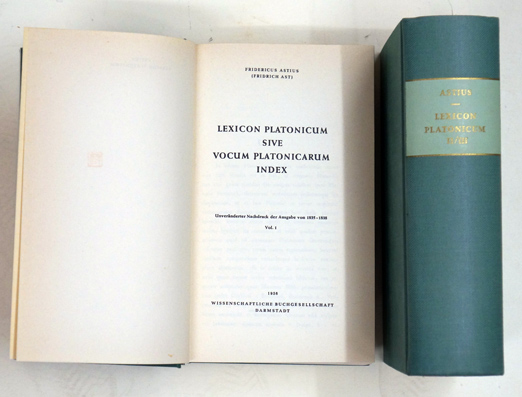 FRIDERICUS ASTIUS
(FRIDRICH AST)
LEXICON PLATONICUM
SIVE
VOCUM PLATONICARUM
INDEX
Unveränderter Nachdruck der Ausgabe von 1835-1838
Vol. I
1956
WISSENSCHAFTLICHE BUCHGESELLSCHAFT
DARMSTADT
ASTIUS
LEXICON
PLATONICUM